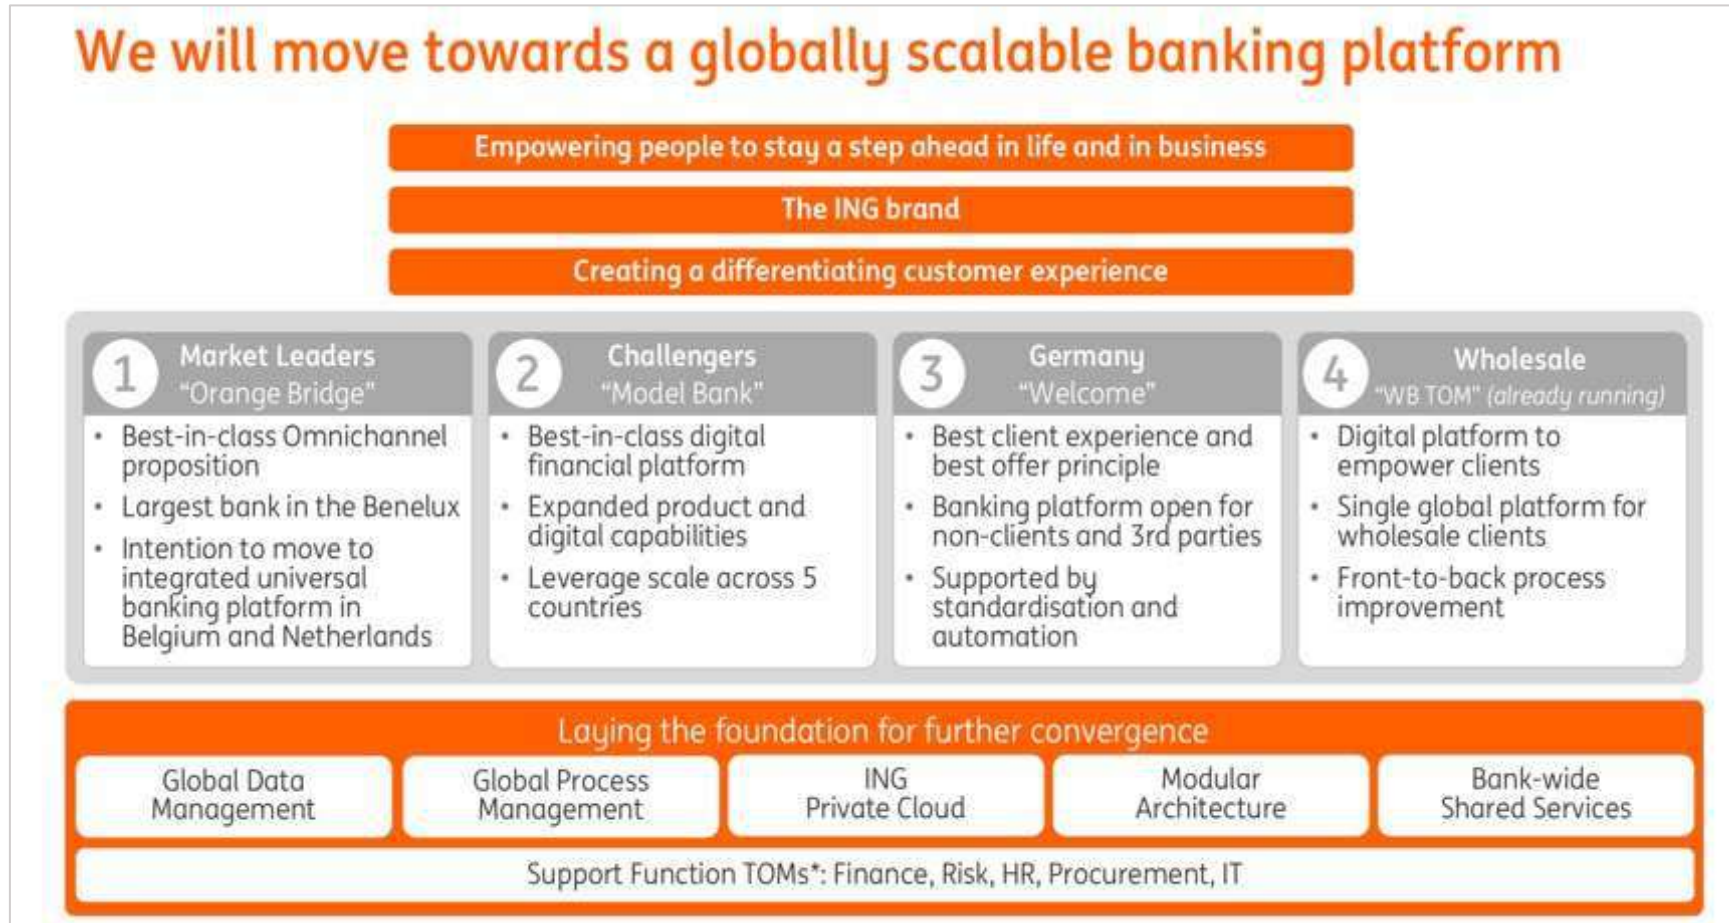 We will move towards a globally scalable banking platform
Empowering people to stay a step ahead in life and in business
The ING brand
Creating a differentiating customer experience
1
Market Leaders
“Orange Bridge”
• Best-in-class Omnichannel
proposition
• Largest bank in the Benelux
• Intention to move to
integrated universal
banking platform in
Belgium and Netherlands
2
Challengers
“Model Bank”
• Best-in-class digital
financial platform
• Expanded product and
digital capabilities
• Leverage scale across 5
countries
3
Germany
“Welcome”
• Best client experience and
best offer principle
• Banking platform open for
non-clients and 3rd parties
• Supported by
standardisation and
automation
4
Wholesale
“WB TOM” (already running)
• Digital platform to
empower clients
• Single global platform for
wholesale clients
• Front-to-back process
improvement
Laying the foundation for further convergence
Global Data
Management
Global Process
Management
ING
Private Cloud
Modular
Architecture
Bank-wide
Shared Services
Support Function TOMs*: Finance, Risk, HR, Procurement, IT